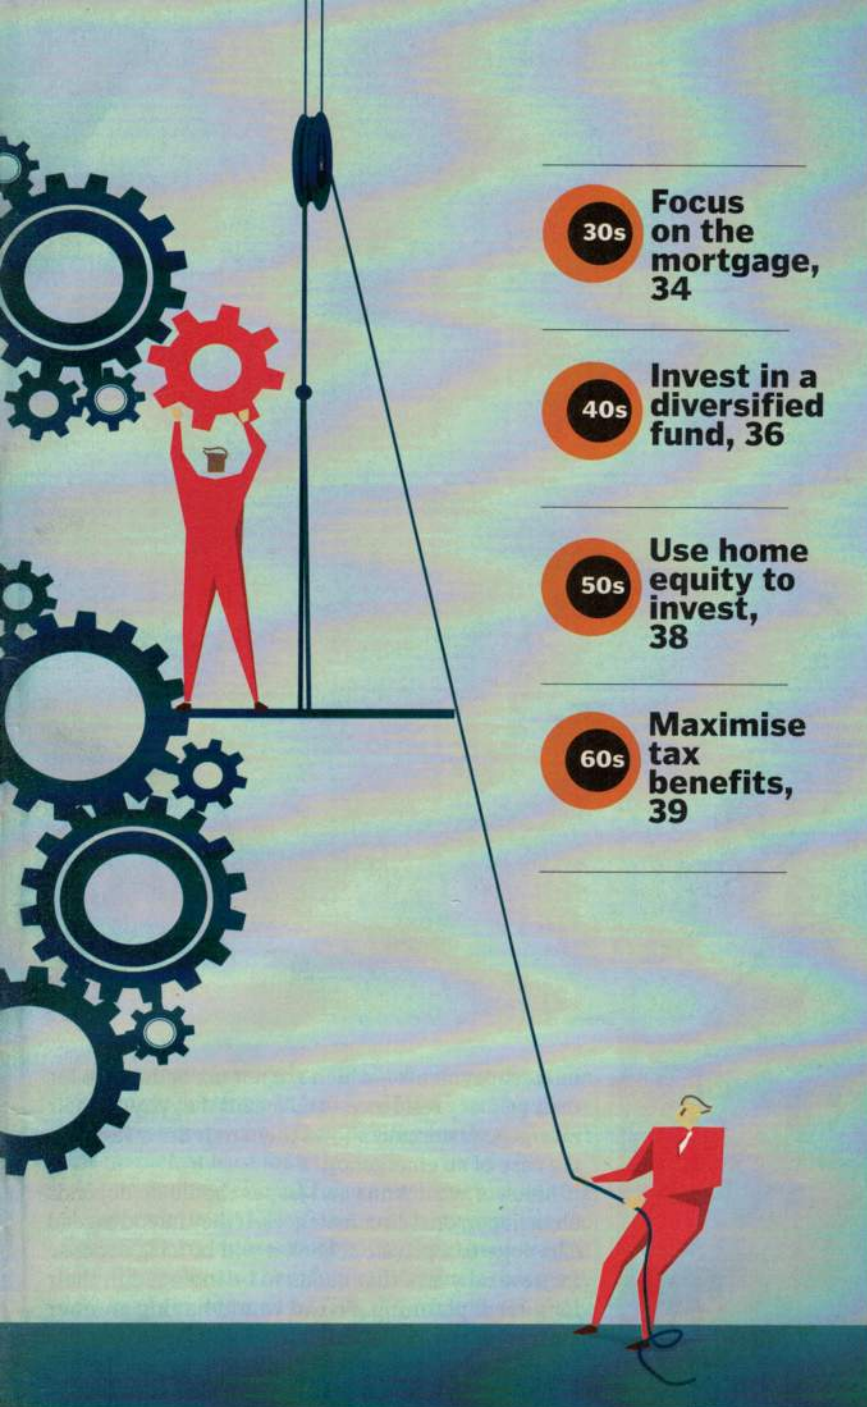 30s
Focus
on the
mortgage,
34
40s
Invest in a
diversified
fund, 36
50s
Use home
equity to
invest,
38
60s
Maximise
tax
benefits,
39